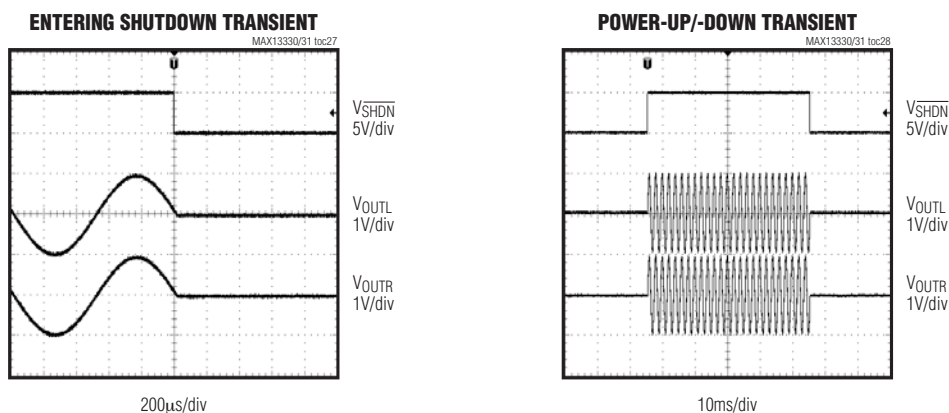 ENTERING SHUTDOWN TRANSIENT
MAX13330/31 toc27
VSHDN
5V/div
VOUTL
1V/div
VOUTR
1V/div
200µs/div
POWER-UP/-DOWN TRANSIENT
MAX13330/31 toc28
VSHDN
5V/div
VOUTL
1V/div
VOUTR
1V/div
10ms/div